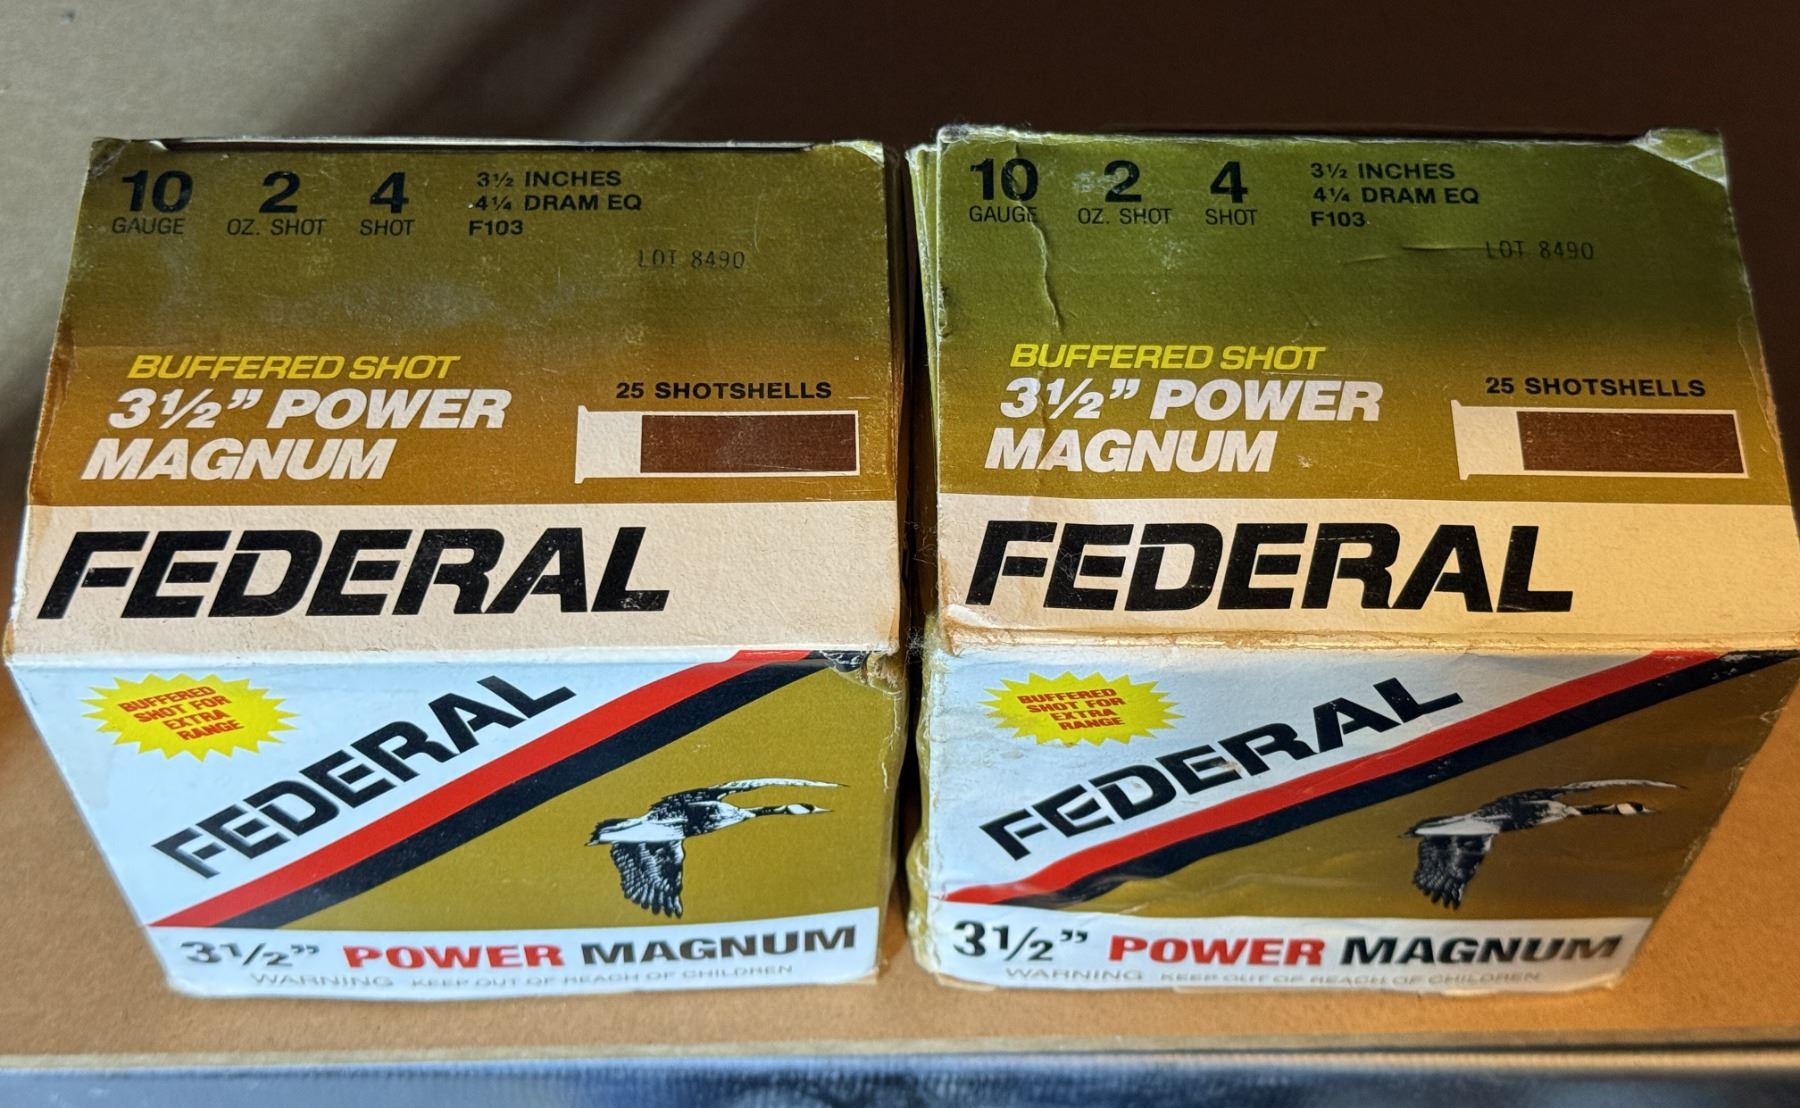 10 2 4 3½ INCHES
GAUGE OZ. SHOT SHOT 4¼ DRAM EQ
F103
LOT 8490
BUFFERED SHOT
3½” POWER
MAGNUM
25 SHOTSHELLS
FEDERAL
BUFFERED
SHOT FOR
EXTRA
RANGE
FEDERAL
3½” POWER MAGNUM
WARNING KEEP OUT OF REACH OF CHILDREN
10 2 4 3½ INCHES
GAUGE OZ. SHOT SHOT 4¼ DRAM EQ
F103
LOT 8490
BUFFERED SHOT
3½” POWER
MAGNUM
25 SHOTSHELLS
FEDERAL
BUFFERED
SHOT FOR
EXTRA
RANGE
FEDERAL
3½” POWER MAGNUM
WARNING KEEP OUT OF REACH OF CHILDREN